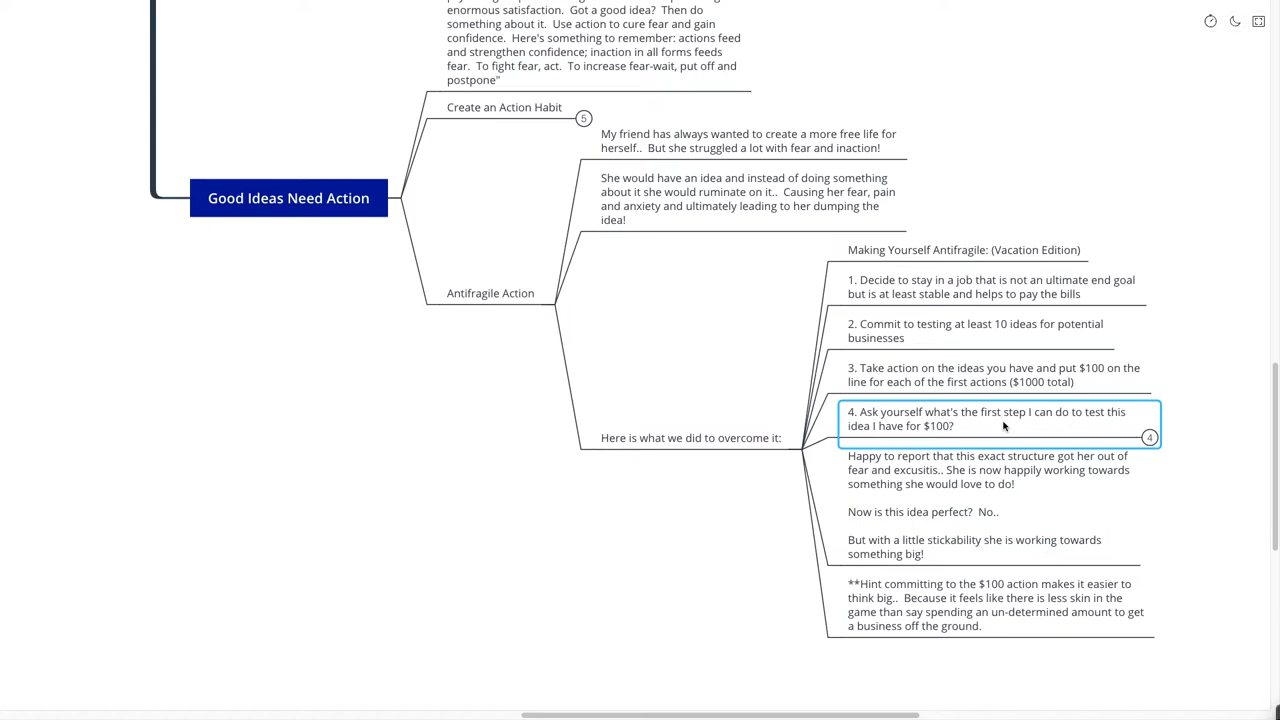 enormous satisfaction.  Got a good idea?  Then do
something about it.  Use action to cure fear and gain
confidence.  Here's something to remember: actions feed
and strengthen confidence; inaction in all forms feeds
fear.  To fight fear, act.  To increase fear-wait, put off and
postpone"
Create an Action Habit
5
Good Ideas Need Action
Antifragile Action
My friend has always wanted to create a more free life for
herself..  But she struggled a lot with fear and inaction!
She would have an idea and instead of doing something
about it she would ruminate on it..  Causing her fear, pain
and anxiety and ultimately leading to her dumping the
idea!
Here is what we did to overcome it:
Making Yourself Antifragile: (Vacation Edition)
1. Decide to stay in a job that is not an ultimate end goal
but is at least stable and helps to pay the bills
2. Commit to testing at least 10 ideas for potential
businesses
3. Take action on the ideas you have and put $100 on the
line for each of the first actions ($1000 total)
4. Ask yourself what's the first step I can do to test this
idea I have for $100?
4
Happy to report that this exact structure got her out of
fear and excusitis.. She is now happily working towards
something she would love to do!
Now is this idea perfect?  No..
But with a little stickability she is working towards
something big!
**Hint committing to the $100 action makes it easier to
think big..  Because it feels like there is less skin in the
game than say spending an un-determined amount to get
a business off the ground.